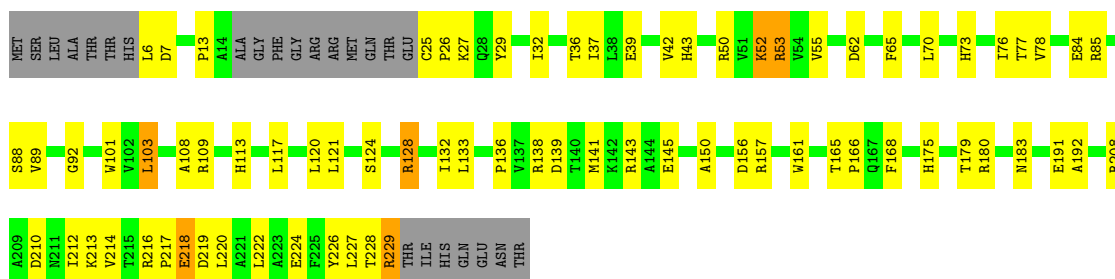 MET SER LEU ALA THR THR HIS L6 D7 P13 A14 ALA GLY PHE GLY GLY ARG ARG MET GLN THR GLU C25 P26 K27 Q28 Y29 I32 T36 I37 L38 E39 V42 H43 R50 V51 K52 R53 V54 V55 D62 F65 L70 H73 I76 T77 V78 E84 R85
S88 V89 G92 W101 V102 L103 A108 R109 H113 L117 L120 L121 S124 R128 I132 L133 P136 V137 R138 D139 T140 M141 K142 R143 A144 E145 A150 D156 R157 W161 T165 P166 Q167 F168 H175 T179 R180 N183 E191 A192
A209 D210 N211 I212 K213 V214 T215 R216 P217 E218 D219 L220 A221 L222 A223 E224 F225 Y226 L227 T228 R229 THR ILE HIS GLN GLU ASN THR